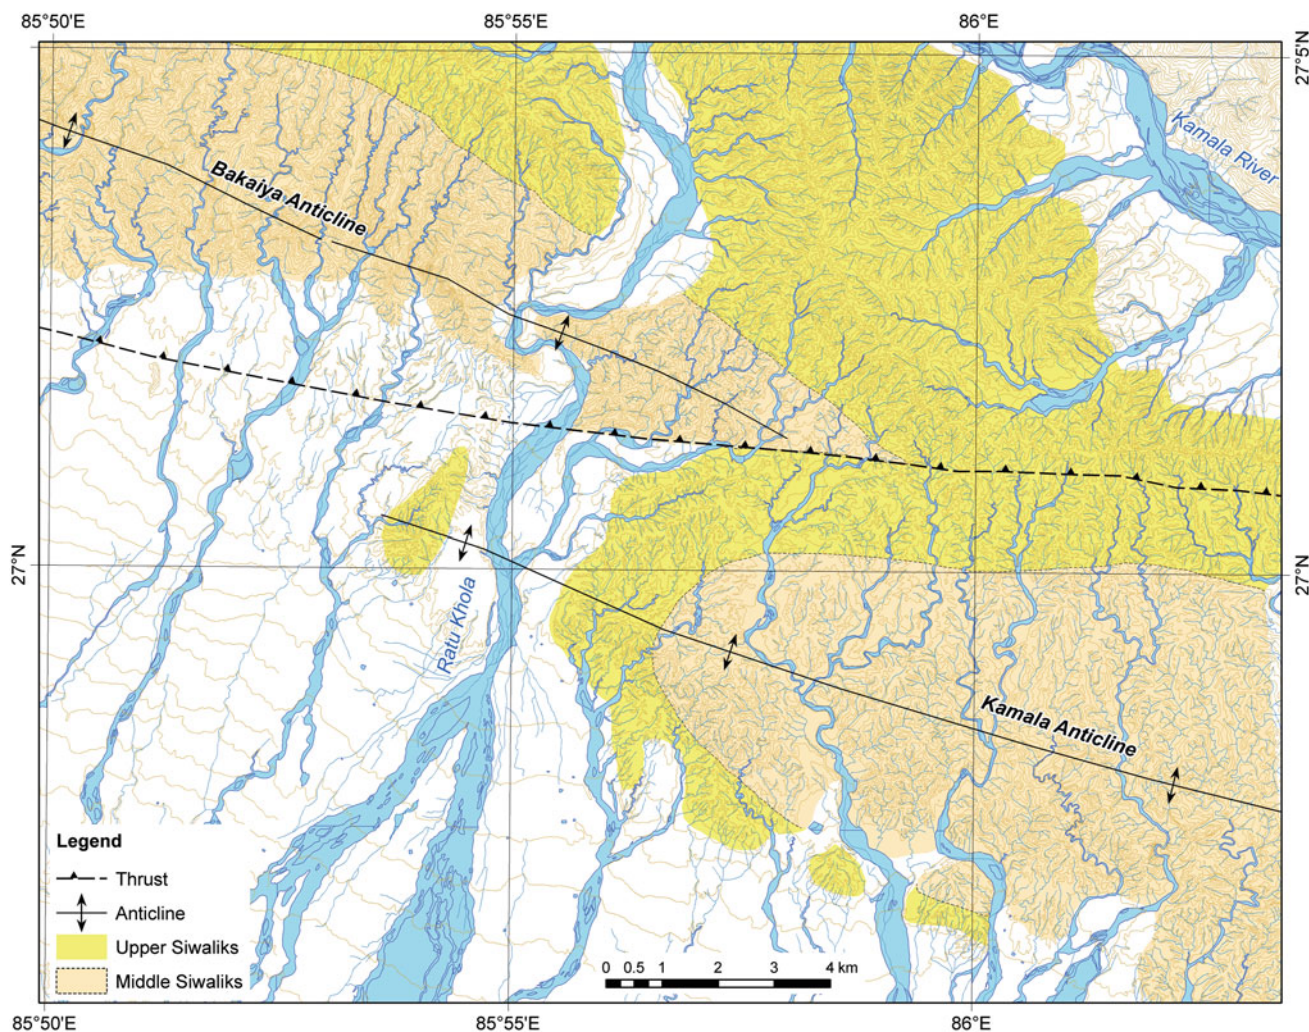 85°50'E
85°55'E
86°E
27°5'N
Kamala River
Bakaiya Anticline
27°N
27°N
Ratu Khola
Kamala Anticline
Legend
Thrust
Anticline
Upper Siwaliks
Middle Siwaliks
0 0.5 1 2 3 4 km
85°50'E
85°55'E
86°E